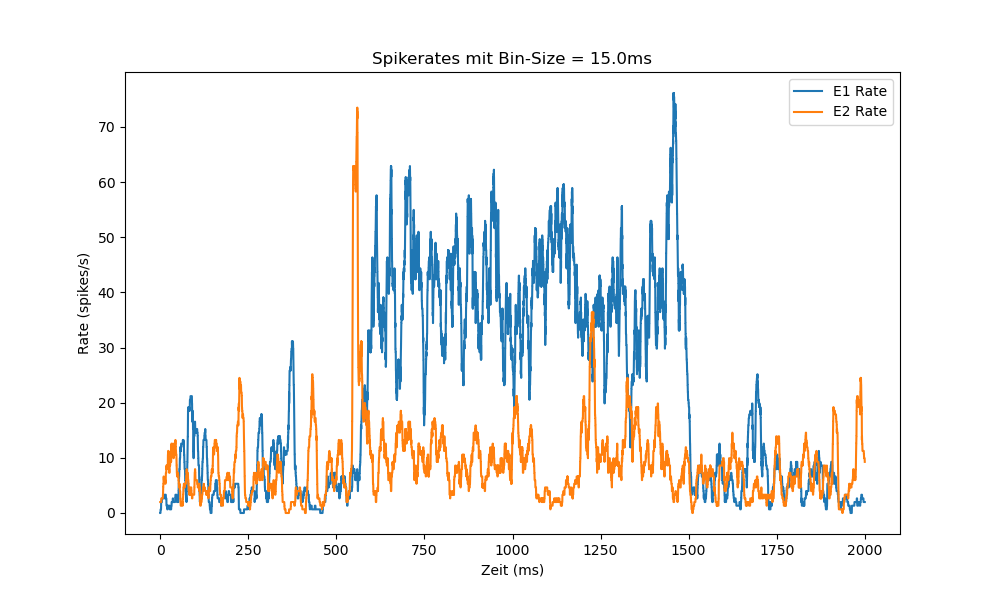 Spikerates mit Bin-Size = 15.0ms
E1 Rate
E2 Rate
Rate (spikes/s)
70
60
50
40
30
20
10
0
0 250 500 750 1000 1250 1500 1750 2000
Zeit (ms)